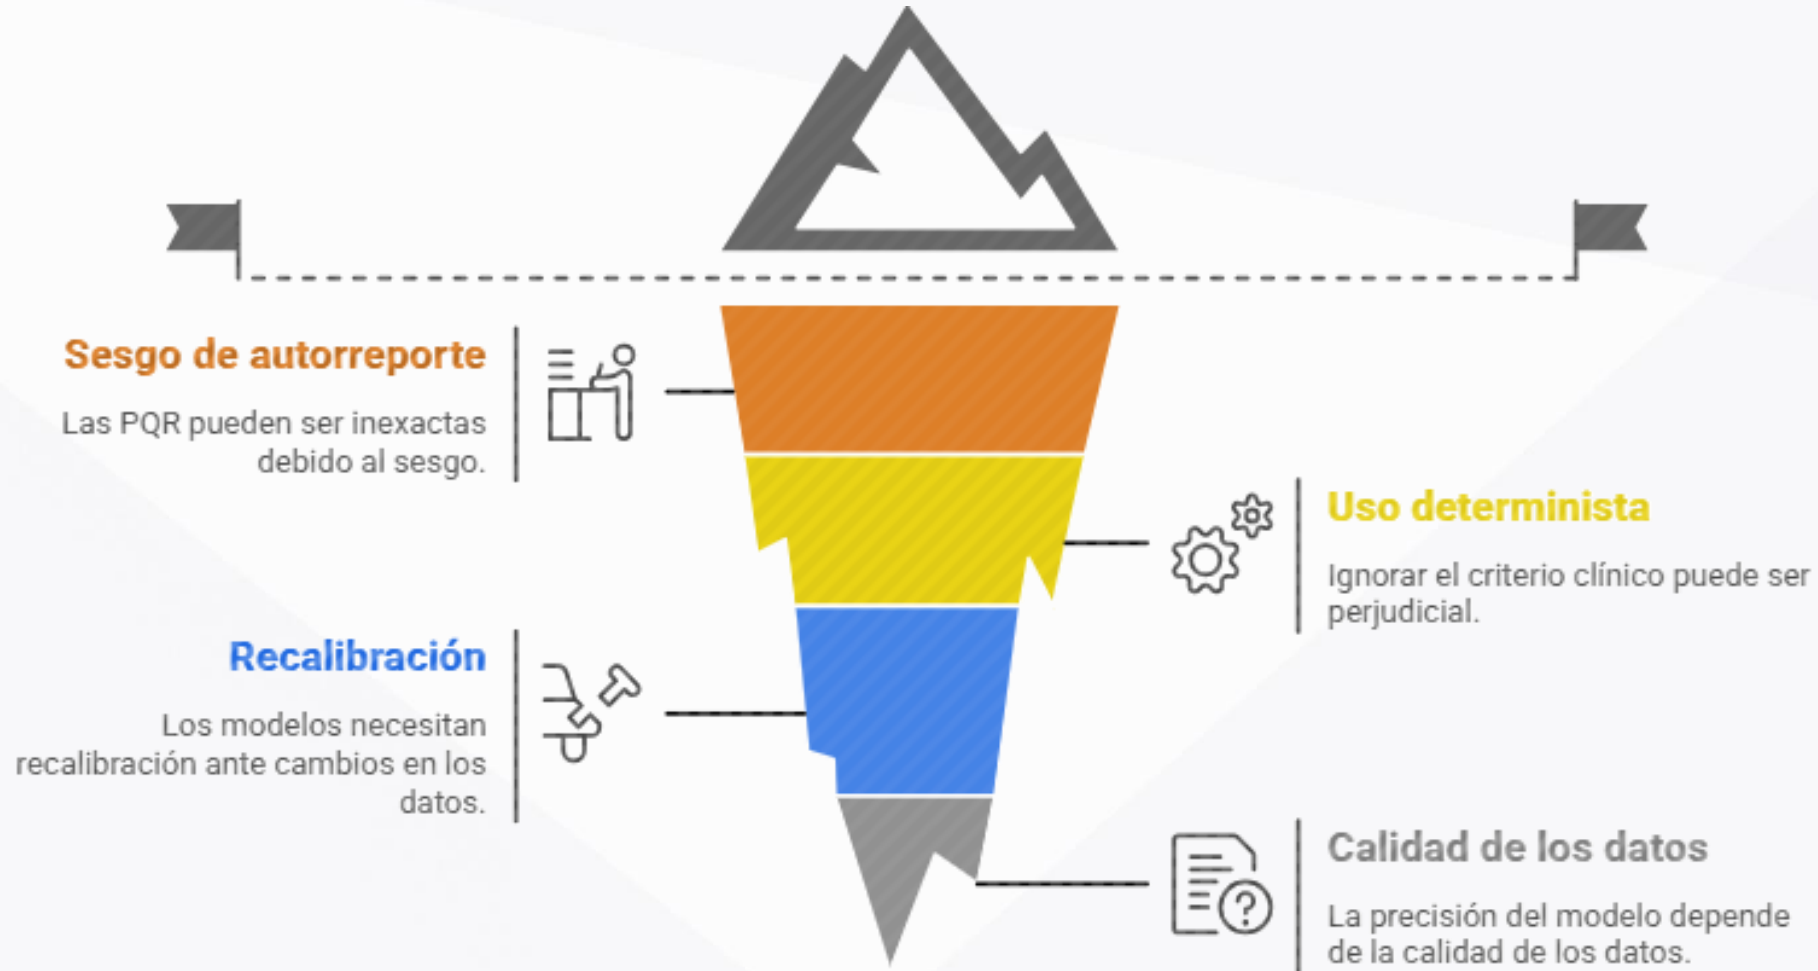 Sesgo de autorreporte
Las PQR pueden ser inexactas
debido al sesgo.
Uso determinista
Ignorar el criterio clínico puede ser
perjudicial.
Recalibración
Los modelos necesitan
recalibración ante cambios en los
datos.
Calidad de los datos
La precisión del modelo depende
de la calidad de los datos.